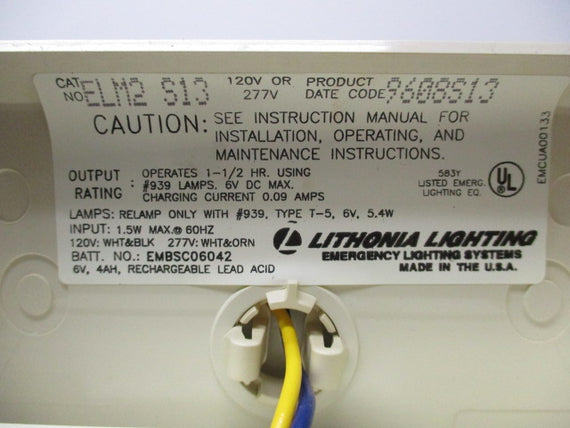 CAT. NO. ELM2 S13 120V OR 277V PRODUCT DATE CODE 9608S13
CAUTION: SEE INSTRUCTION MANUAL FOR
INSTALLATION, OPERATING, AND
MAINTENANCE INSTRUCTIONS.
OUTPUT RATING : OPERATES 1-1/2 HR. USING
#939 LAMPS. 6V DC MAX.
CHARGING CURRENT 0.09 AMPS
583Y
LISTED EMERG.
LIGHTING EQ.
UL
EMCUA00133
LAMPS: RELAMP ONLY WITH #939, TYPE T-5, 6V, 5.4W
INPUT: 1.5W MAX.@ 60HZ
120V: WHT&BLK 277V: WHT&ORN
BATT. NO.: EMBSC06042
6V, 4AH, RECHARGEABLE LEAD ACID
LITHONIA LIGHTING
EMERGENCY LIGHTING SYSTEMS
MADE IN THE U.S.A.